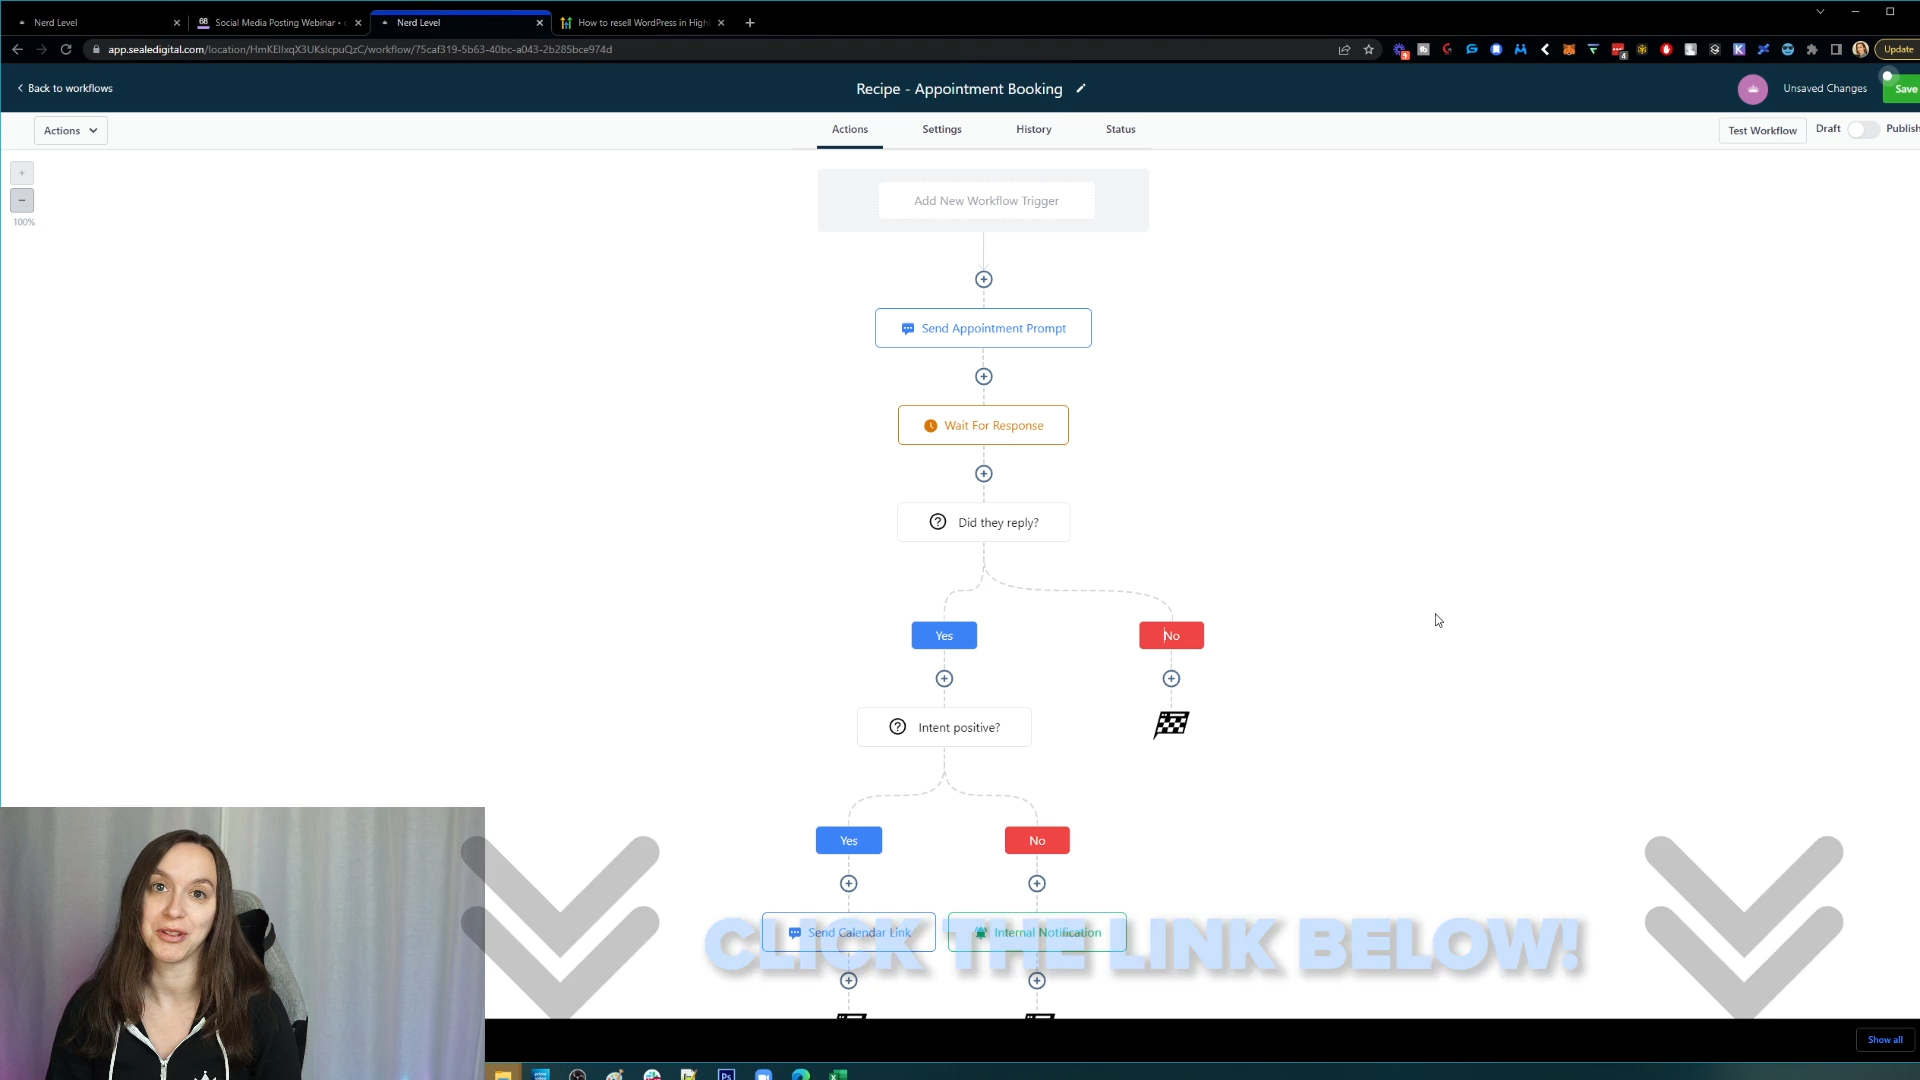 Nerd Level
Social Media Posting Webinar •
Nerd Level
How to resell WordPress in High
app.sealedigital.com/location/HmKEllxqX3UKslcpuQzC/workflow/75caf319-5b63-40bc-a043-2b285bce974d
Update
Back to workflows
Recipe - Appointment Booking
Unsaved Changes
Save
Actions
Actions
Settings
History
Status
Test Workflow
Draft
Publish
100%
Add New Workflow Trigger
Send Appointment Prompt
Wait For Response
Did they reply?
Yes
No
Intent positive?
Yes
No
Send Calendar Link
Internal Notification
CLICK THE LINK BELOW!
Show all
Ps